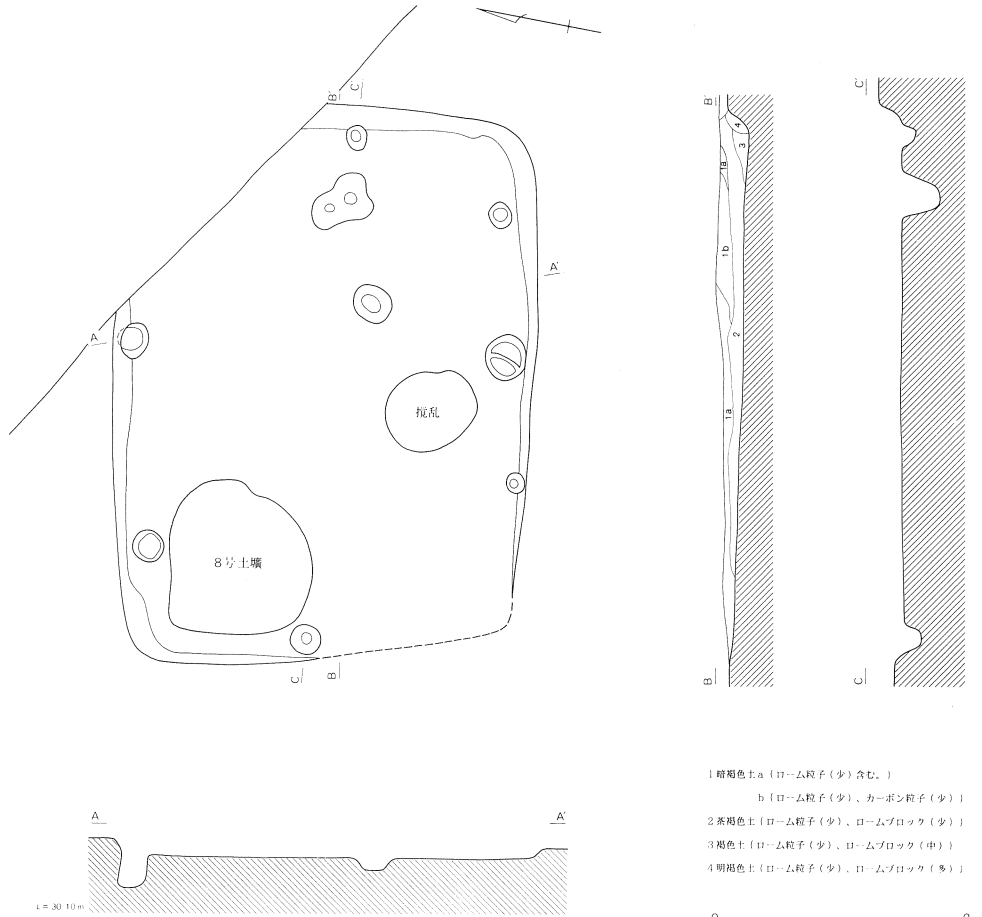 B'
C'
A'
A
攪乱
8号土壙
C
B
B'
4
3
1a
1b
2
1a
B
C'
C
A
A'
L=30.10m
1暗褐色土a(ローム粒子(少)含む。)
b(ローム粒子(少)、カーボン粒子(少))
2茶褐色土(ローム粒子(少)、ロームブロック(少))
3褐色土(ローム粒子(少)、ロームブロック(中))
4明褐色土(ローム粒子(少)、ロームブロック(多))